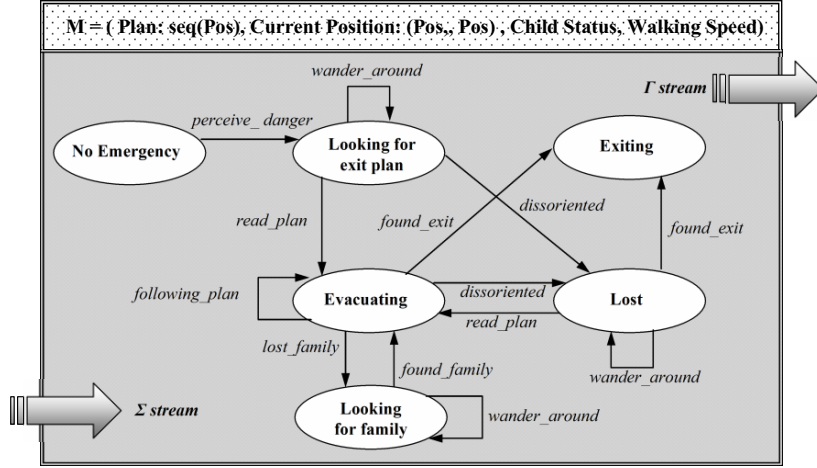 M = ( Plan: seq(Pos), Current Position: (Pos,, Pos) , Child Status, Walking Speed)
wander_around
Γ stream
perceive_ danger
No Emergency
Looking for
exit plan
Exiting
read_plan
found_exit
dissoriented
found_exit
following_plan
Evacuating
dissoriented
Lost
read_plan
lost_family
found_family
wander_around
Σ stream
Looking
for family
wander_around